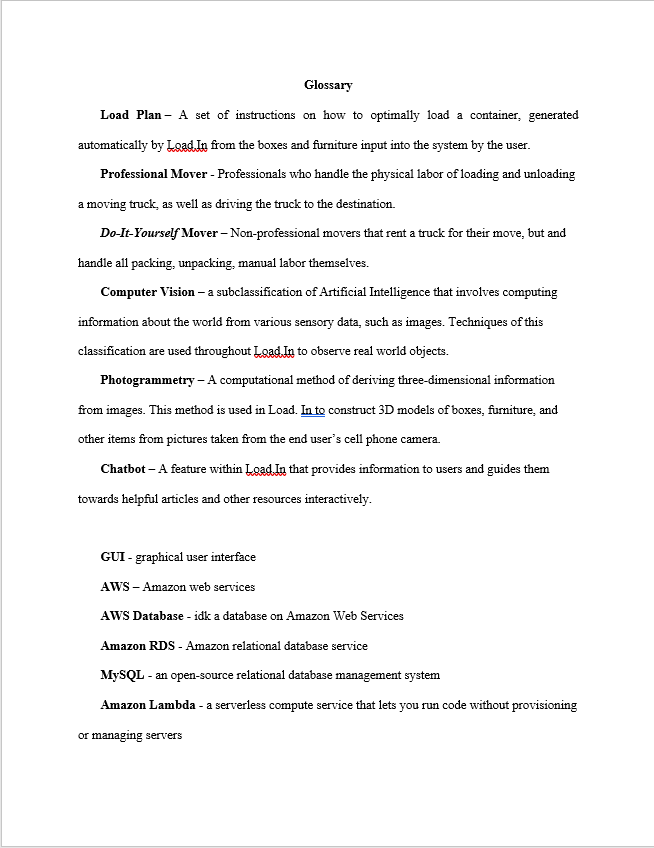 Glossary
Load Plan – A set of instructions on how to optimally load a container, generated
automatically by Load.In from the boxes and furniture input into the system by the user.
Professional Mover - Professionals who handle the physical labor of loading and unloading
a moving truck, as well as driving the truck to the destination.
Do-It-Yourself Mover – Non-professional movers that rent a truck for their move, but and
handle all packing, unpacking, manual labor themselves.
Computer Vision – a subclassification of Artificial Intelligence that involves computing
information about the world from various sensory data, such as images. Techniques of this
classification are used throughout Load.In to observe real world objects.
Photogrammetry – A computational method of deriving three-dimensional information
from images. This method is used in Load. In to construct 3D models of boxes, furniture, and
other items from pictures taken from the end user’s cell phone camera.
Chatbot – A feature within Load.In that provides information to users and guides them
towards helpful articles and other resources interactively.
GUI - graphical user interface
AWS – Amazon web services
AWS Database - idk a database on Amazon Web Services
Amazon RDS - Amazon relational database service
MySQL - an open-source relational database management system
Amazon Lambda - a serverless compute service that lets you run code without provisioning
or managing servers